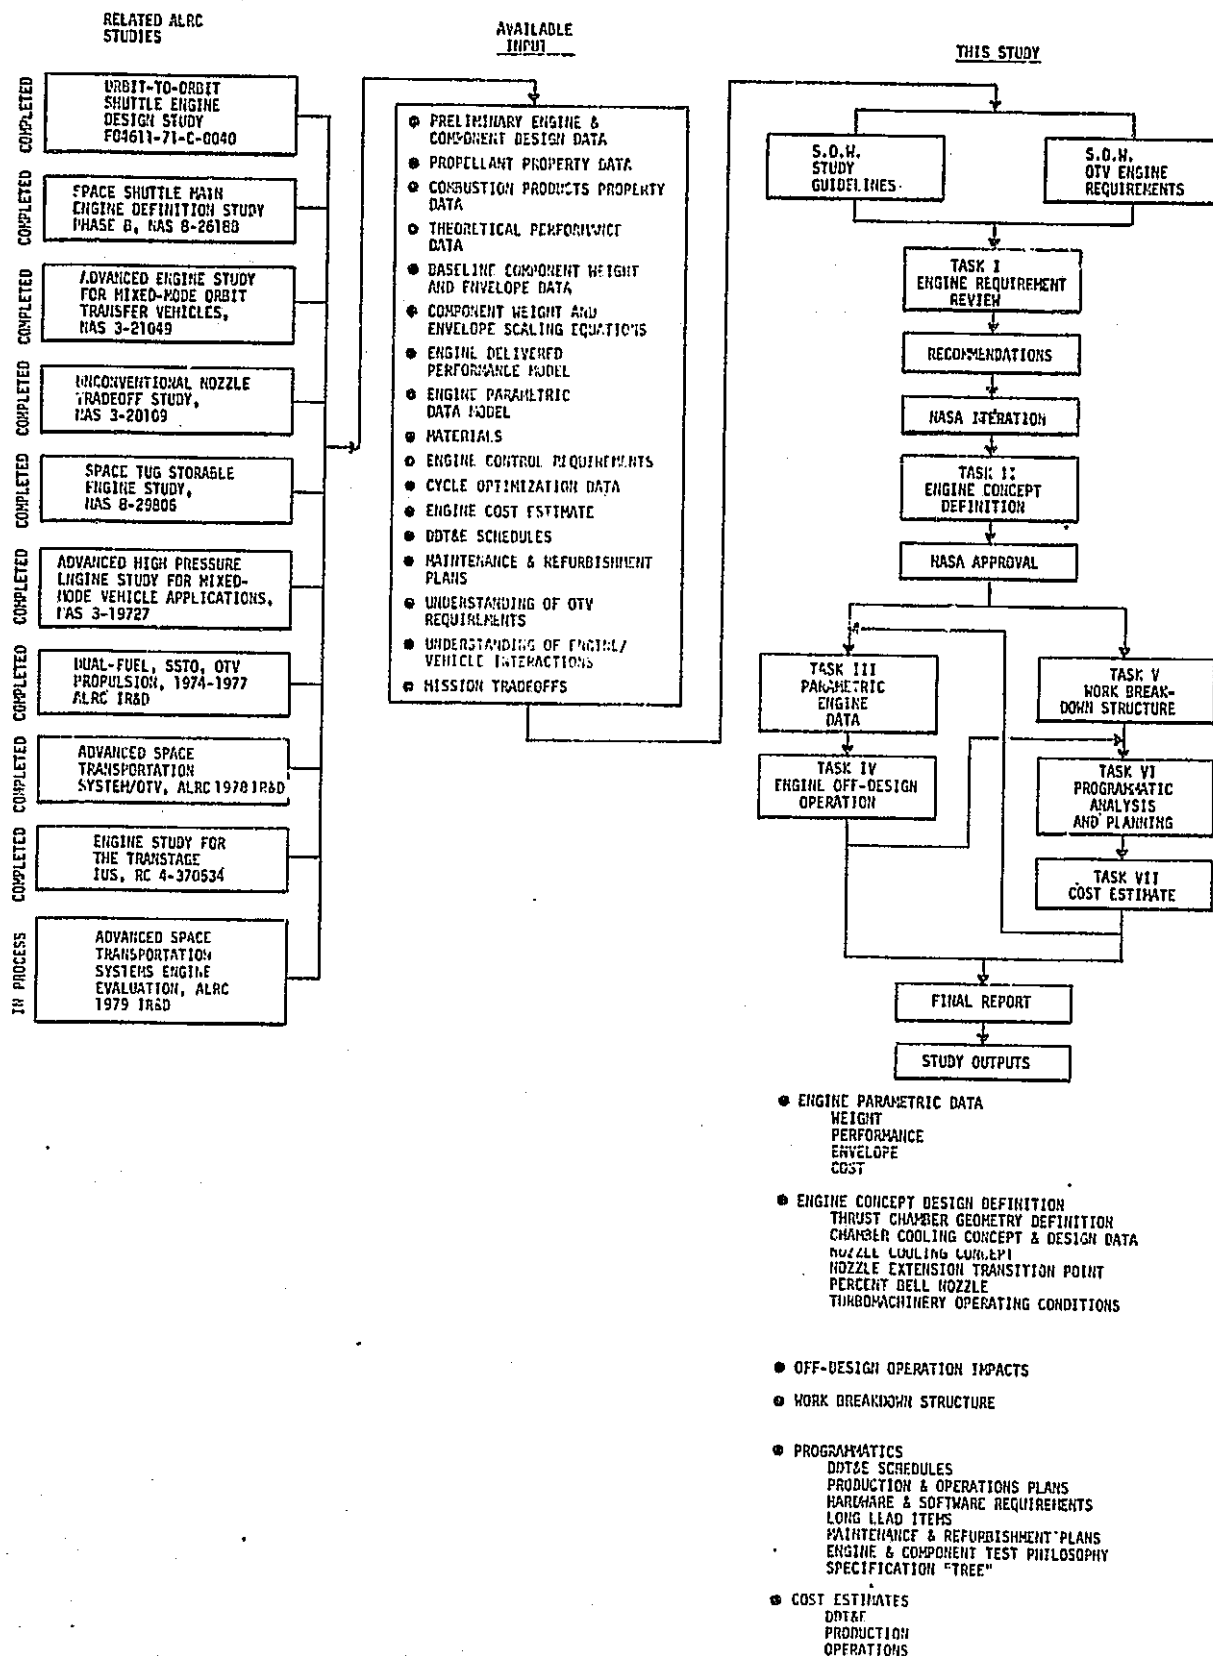 RELATED ALRC
STUDIES
COMPLETED
ORBIT-TO-ORBIT
SHUTTLE ENGINE
DESIGN STUDY
F04611-71-C-0040
COMPLETED
SPACE SHUTTLE MAIN
ENGINE DEFINITION STUDY
PHASE B, NAS 8-26188
COMPLETED
ADVANCED ENGINE STUDY
FOR MIXED-MODE ORBIT
TRANSFER VEHICLES,
NAS 3-21049
COMPLETED
UNCONVENTIONAL NOZZLE
TRADEOFF STUDY,
NAS 3-20109
COMPLETED
SPACE TUG STORABLE
ENGINE STUDY,
NAS 8-29806
COMPLETED
ADVANCED HIGH PRESSURE
ENGINE STUDY FOR MIXED-
MODE VEHICLE APPLICATIONS,
NAS 3-19727
COMPLETED
DUAL-FUEL, SSTO, OTV
PROPULSION, 1974-1977
ALRC IR&D
COMPLETED
ADVANCED SPACE
TRANSPORTATION
SYSTEM/OTV, ALRC 1978 IR&D
COMPLETED
ENGINE STUDY FOR
THE TRANSTAGE
IUS, RC 4-370534
IN PROCESS
ADVANCED SPACE
TRANSPORTATION
SYSTEMS ENGINE
EVALUATION, ALRC
1979 IR&D
AVAILABLE
INPUT
● PRELIMINARY ENGINE &
COMPONENT DESIGN DATA
● PROPELLANT PROPERTY DATA
● COMBUSTION PRODUCTS PROPERTY
DATA
● THEORETICAL PERFORMANCE
DATA
● BASELINE COMPONENT WEIGHT
AND ENVELOPE DATA
● COMPONENT WEIGHT AND
ENVELOPE SCALING EQUATIONS
● ENGINE DELIVERED
PERFORMANCE MODEL
● ENGINE PARAMETRIC
DATA MODEL
● MATERIALS
● ENGINE CONTROL REQUIREMENTS
● CYCLE OPTIMIZATION DATA
● ENGINE COST ESTIMATE
● DDT&E SCHEDULES
● MAINTENANCE & REFURBISHMENT
PLANS
● UNDERSTANDING OF OTV
REQUIREMENTS
● UNDERSTANDING OF ENGINE/
VEHICLE INTERACTIONS
● MISSION TRADEOFFS
THIS STUDY
S.O.W.
STUDY
GUIDELINES
S.O.W.
OTV ENGINE
REQUIREMENTS
TASK I
ENGINE REQUIREMENT
REVIEW
RECOMMENDATIONS
NASA ITERATION
TASK II
ENGINE CONCEPT
DEFINITION
NASA APPROVAL
TASK III
PARAMETRIC
ENGINE
DATA
TASK V
WORK BREAK-
DOWN STRUCTURE
TASK IV
ENGINE OFF-DESIGN
OPERATION
TASK VI
PROGRAMMATIC
ANALYSIS
AND PLANNING
TASK VII
COST ESTIMATE
FINAL REPORT
STUDY OUTPUTS
● ENGINE PARAMETRIC DATA
WEIGHT
PERFORMANCE
ENVELOPE
COST
● ENGINE CONCEPT DESIGN DEFINITION
THRUST CHAMBER GEOMETRY DEFINITION
CHAMBER COOLING CONCEPT & DESIGN DATA
NOZZLE COOLING CONCEPT
NOZZLE EXTENSION TRANSITION POINT
PERCENT BELL NOZZLE
TURBOMACHINERY OPERATING CONDITIONS
● OFF-DESIGN OPERATION IMPACTS
● WORK BREAKDOWN STRUCTURE
● PROGRAMMATICS
DDT&E SCHEDULES
PRODUCTION & OPERATIONS PLANS
HARDWARE & SOFTWARE REQUIREMENTS
LONG LEAD ITEMS
MAINTENANCE & REFURBISHMENT PLANS
ENGINE & COMPONENT TEST PHILOSOPHY
SPECIFICATION "TREE"
● COST ESTIMATES
DDT&E
PRODUCTION
OPERATIONS